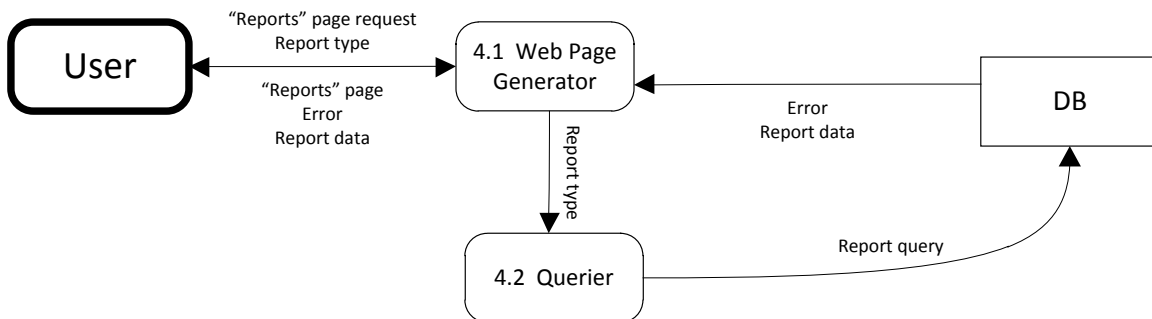 User
“Reports” page request
Report type
“Reports” page
Error
Report data
4.1 Web Page
Generator
Error
Report data
DB
Report type
4.2 Querier
Report query